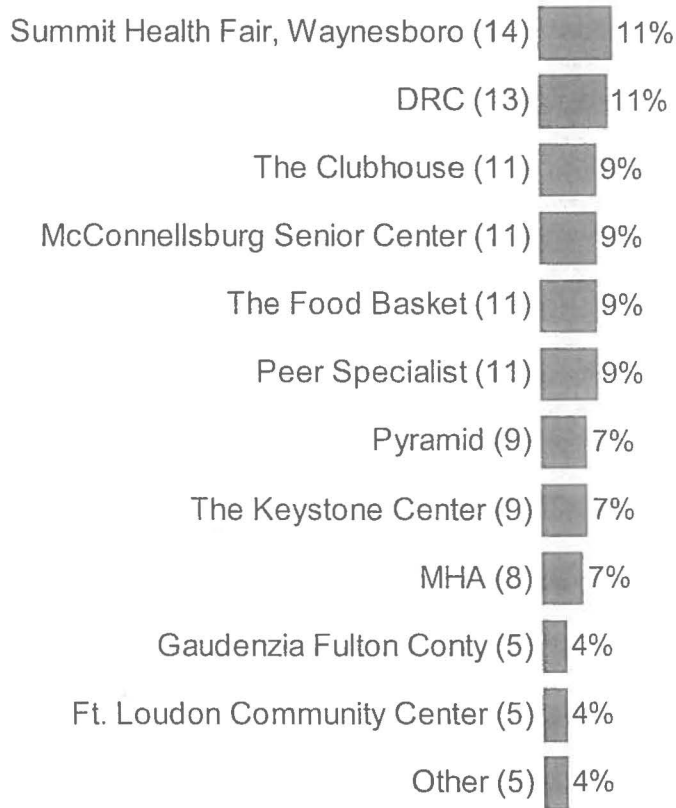 Summit Health Fair, Waynesboro (14) 11%
DRC (13) 11%
The Clubhouse (11) 9%
McConnellsburg Senior Center (11) 9%
The Food Basket (11) 9%
Peer Specialist (11) 9%
Pyramid (9) 7%
The Keystone Center (9) 7%
MHA (8) 7%
Gaudenzia Fulton Conty (5) 4%
Ft. Loudon Community Center (5) 4%
Other (5) 4%